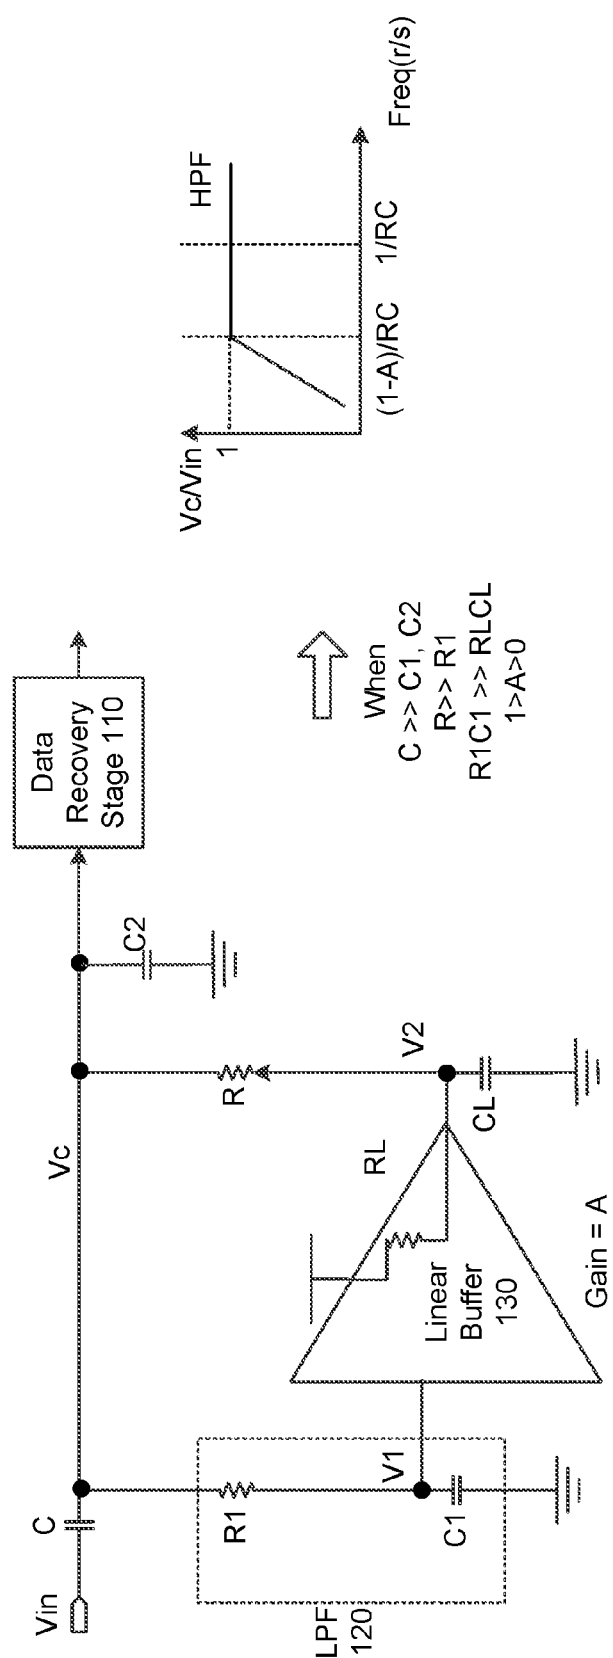 Vin
C
Vc
Data
Recovery
Stage 110
C2
R
V2
CL
RL
Linear
Buffer
130
Gain = A
V1
R1
C1
LPF
120
When
C >> C1, C2
R>> R1
R1C1 >> RLCL
1>A>0
Vc/Vin
1
HPF
(1-A)/RC
1/RC
Freq(r/s)